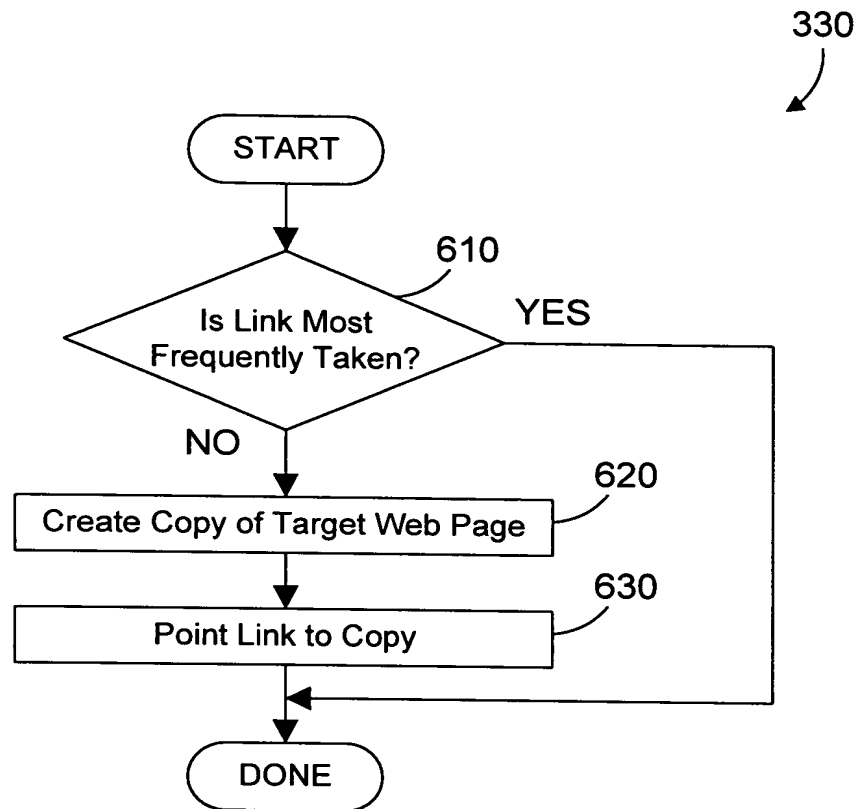 330
START
610
Is Link Most
Frequently Taken?
YES
NO
620
Create Copy of Target Web Page
630
Point Link to Copy
DONE